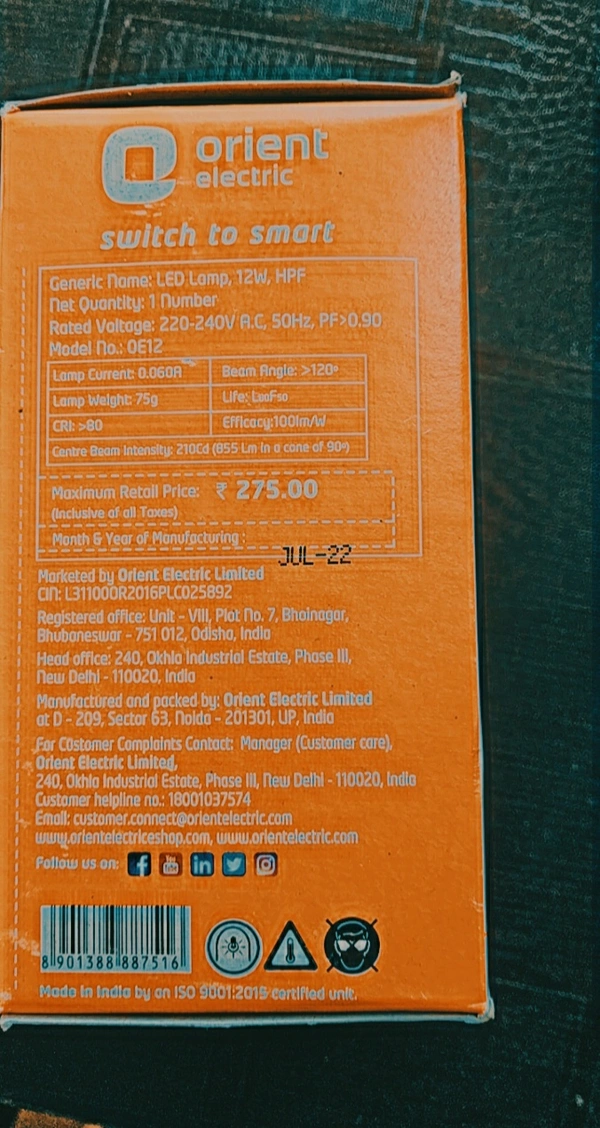 orient
electric
switch to smart
Generic Name: LED Lamp, 12W, HPF
Net Quantity: 1 Number
Rated Voltage: 220-240V A.C, 50Hz, PF>0.90
Model No.: OE12
Lamp Current: 0.060A Beam Angle: >120°
Lamp Weight: 75g Life: L80F50
CRI: >80 Efficacy:100lm/W
Centre Beam Intensity: 210Cd (855 Lm in a cone of 90°)
Maximum Retail Price: ₹ 275.00
(Inclusive of all Taxes)
Month & Year of Manufacturing :
JUL-22
Marketed by Orient Electric Limited
CIN: L31100OR2016PLC025892
Registered office: Unit - VIII, Plot No. 7, Bhoinagar,
Bhubaneswar - 751 012, Odisha, India
Head office: 240, Okhla Industrial Estate, Phase III,
New Delhi - 110020, India
Manufactured and packed by: Orient Electric Limited
at D - 209, Sector 63, Noida - 201301, UP, India
For Customer Complaints Contact: Manager (Customer care),
Orient Electric Limited,
240, Okhla Industrial Estate, Phase III, New Delhi - 110020, India
Customer helpline no.: 18001037574
Email: customer.connect@orientelectric.com
www.orientelectriceshop.com, www.orientelectric.com
Follow us on:
8 901388 887516
Made in India by an ISO 9001:2015 certified unit.